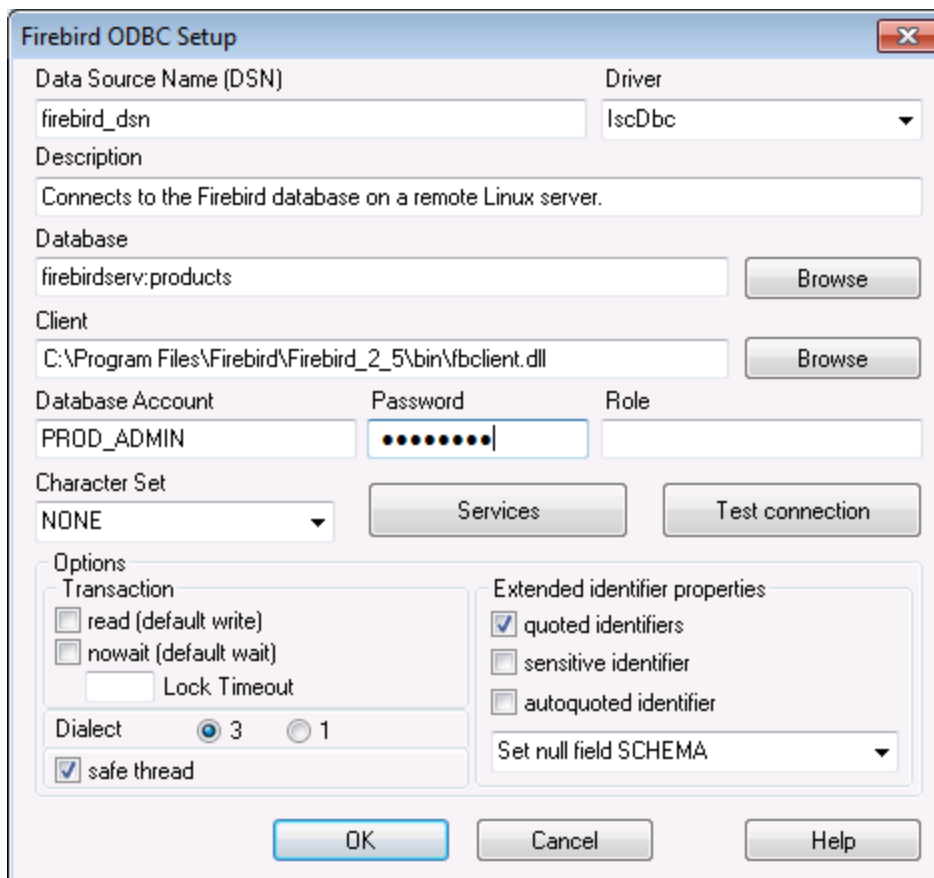 Firebird ODBC Setup
Data Source Name (DSN) Driver
firebird_dsn IscDbc
Description
Connects to the Firebird database on a remote Linux server.
Database
firebirdserv:products Browse
Client
C:\Program Files\Firebird\Firebird_2_5\bin\fbclient.dll Browse
Database Account Password Role
PROD_ADMIN ●●●●●●●●
Character Set
NONE Services Test connection
Options
Transaction Extended identifier properties
read (default write) quoted identifiers
nowait (default wait) sensitive identifier
Lock Timeout autoquoted identifier
Dialect 3 1 Set null field SCHEMA
safe thread
OK Cancel Help